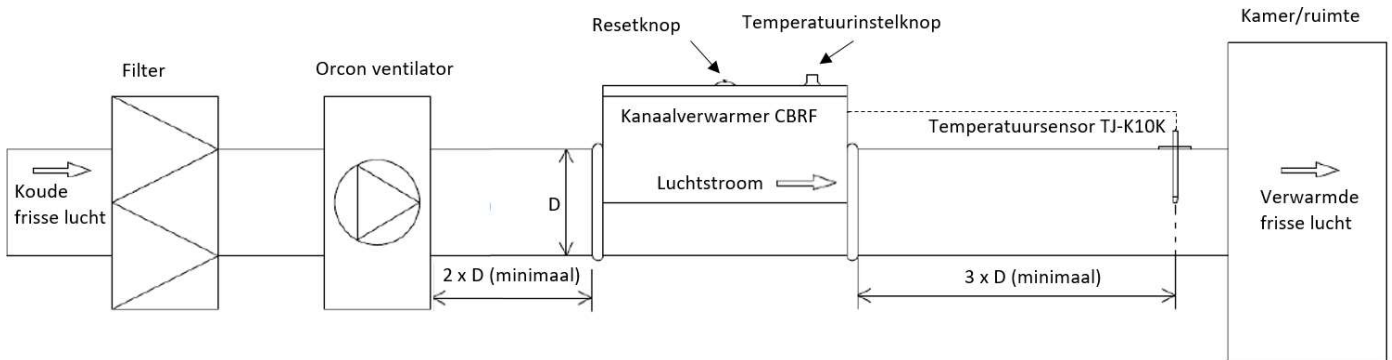 Kamer/ruimte
Resetknop
Temperatuurinstelknop
Filter
Orcon ventilator
Kanaalverwarmer CBRF
Temperatuursensor TJ-K10K
Koude
frisse lucht
D
Luchtstroom
Verwarmde
frisse lucht
2 x D (minimaal)
3 x D (minimaal)